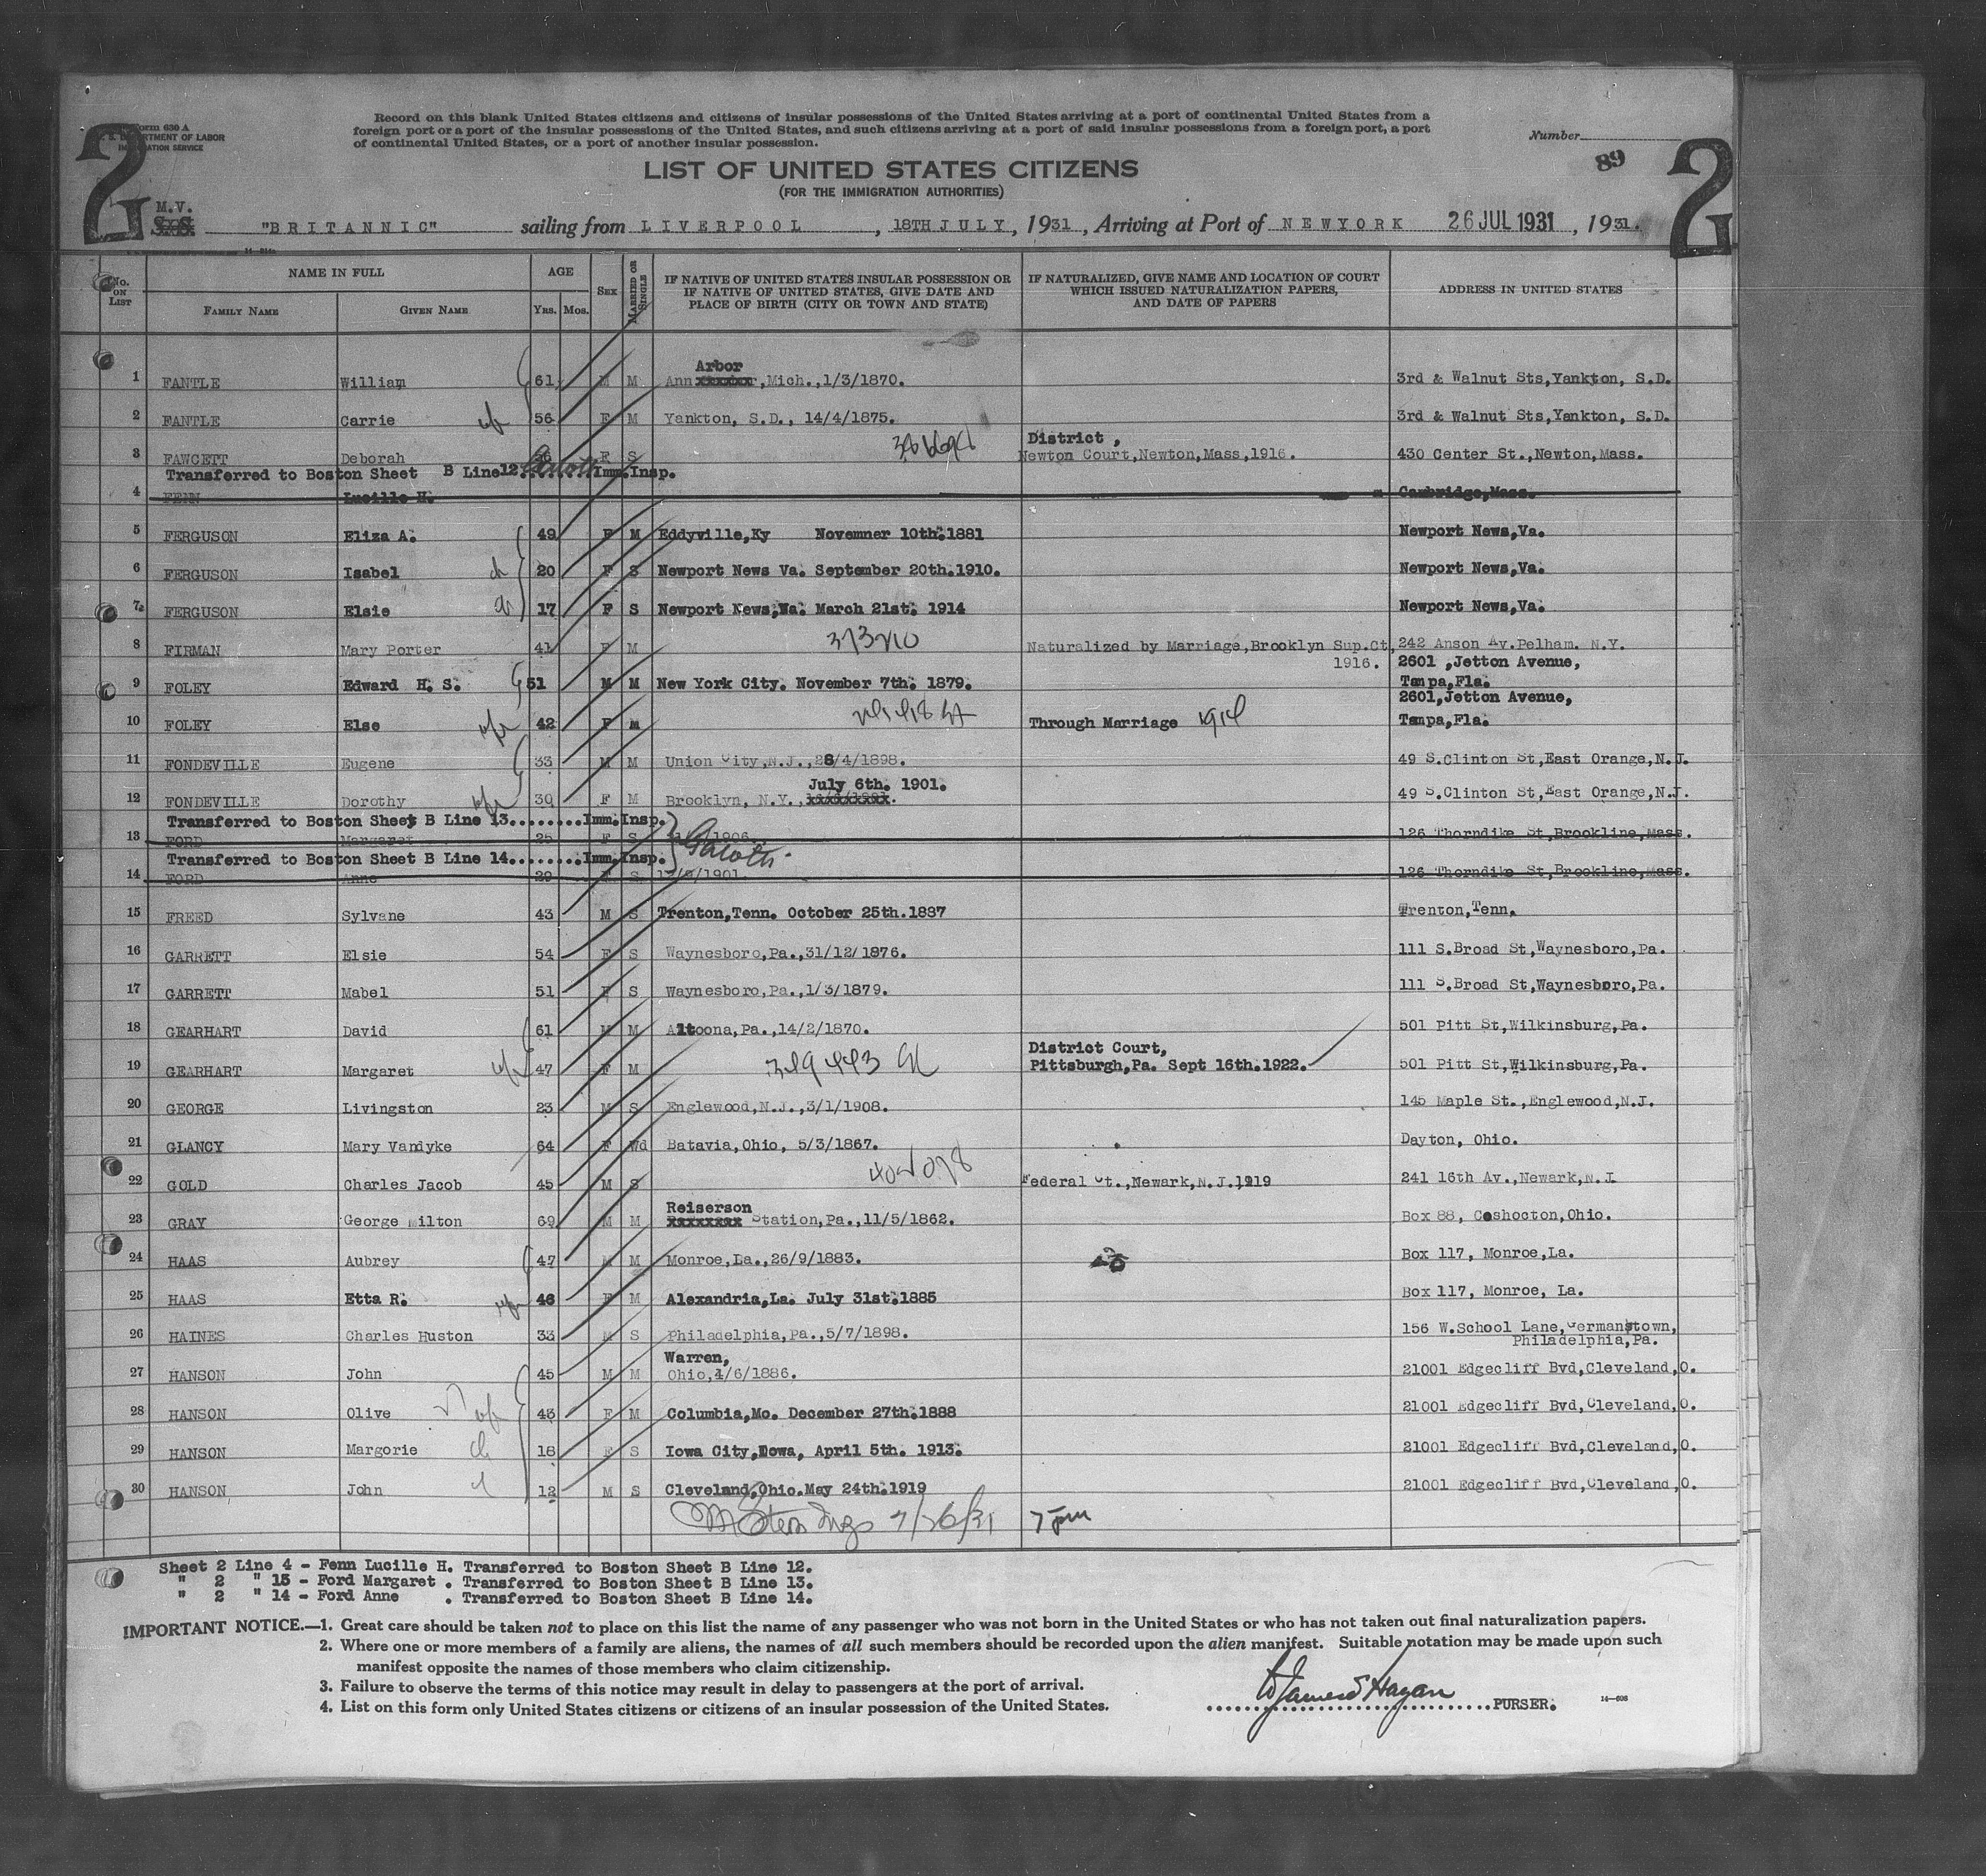 Record on this blank United States citizens and citizens of insular possessions of the United States arriving at a port of continental United States from a
foreign port or a port of the insular possessions of the United States, and such citizens arriving at a port of said insular possessions from a foreign port, a port
of continental United States, or a port of another insular possession.
Form 630 A
DEPARTMENT OF LABOR
SERVICE
2
Number
89
2
LIST OF UNITED STATES CITIZENS
(FOR THE IMMIGRATION AUTHORITIES)
M.V.
S.S. "BRITANNIC" sailing from LIVERPOOL, 18TH JULY, 1931, Arriving at Port of NEWYORK 26 JUL 1931, 1931.
No. ON LIST NAME IN FULL AGE SEX MARRIED OR SINGLE IF NATIVE OF UNITED STATES INSULAR POSSESSION OR IF NATIVE OF UNITED STATES, GIVE DATE AND PLACE OF BIRTH (CITY OR TOWN AND STATE) IF NATURALIZED, GIVE NAME AND LOCATION OF COURT WHICH ISSUED NATURALIZATION PAPERS, AND DATE OF PAPERS ADDRESS IN UNITED STATES
FAMILY NAME GIVEN NAME YRS. MOS.
Arbor
1 FANTLE William 61 M M Ann , Mich.,1/3/1870. 3rd & Walnut Sts,Yankton, S.D.
2 FANTLE Carrie wf 56 F M Yankton, S.D., 14/4/1875. 3rd & Walnut Sts,Yankton, S.D.
District,
3 FAWCETT Deborah F S Newton Court,Newton,Mass,1916. 430 Center St.,Newton,Mass.
Transferred to Boston Sheet B Line 12. Imm.Insp.
4 FENN Lucille H. Cambridge,Mass.
5 FERGUSON Eliza A. 49 F M Eddyville,Ky Novemner 10th.1881 Newport News,Va.
6 FERGUSON Isabel d 20 F S Newport News Va. September 20th.1910. Newport News,Va.
7 FERGUSON Elsie d 17 F S Newport News,Va. March 21st. 1914 Newport News,Va.
8 FIRMAN Mary Porter 41 F M 373210 Naturalized by Marriage,Brooklyn Sup.Ct, 242 Anson Av.Pelham. N.Y.
1916. 2601 ,Jetton Avenue,
9 FOLEY Edward H. S. 51 M M New York City. November 7th. 1879. Tampa,Fla.
2601,Jetton Avenue,
10 FOLEY Else wf 42 F m Through Marriage 1914 Tampa,Fla.
11 FONDEVILLE Eugene 33 M M Union City,N.J.,28/4/1898. 49 S.Clinton St,East Orange,N.J.
July 6th. 1901.
12 FONDEVILLE Dorothy wf 30 F M Brooklyn, N.Y., 49 S.Clinton St,East Orange,N.J.
Transferred to Boston Sheet B Line 13........Imm.Insp.
13 FORD Margaret 25 F S 1906 126 Thorndike St,Brookline,Mass.
Transferred to Boston Sheet B Line 14........Imm.Insp.
14 FORD Anne 29 F S /1901. 126 Thorndike St,Brookline,Mass.
15 FREED Sylvane 43 M S Trenton,Tenn. October 25th.1887 Trenton,Tenn.
16 GARRETT Elsie 54 F S Waynesboro,Pa.,31/12/1876. 111 S.Broad St,Waynesboro,Pa.
17 GARRETT Mabel 51 F S Waynesboro,Pa.,1/3/1879. 111 S.Broad St,Waynesboro,Pa.
18 GEARHART David 61 M M Altoona,Pa.,14/2/1870. 501 Pitt St,Wilkinsburg,Pa.
District Court,
19 GEARHART Margaret wf 47 F M Pittsburgh,Pa. Sept 16th.1922. 501 Pitt St,Wilkinsburg,Pa.
20 GEORGE Livingston 23 M S Englewood,N.J.,3/1/1908. 145 Maple St.,Englewood,N.J.
21 GLANCY Mary Vandyke 64 F Wd Batavia,Ohio, 5/3/1867. Dayton, Ohio.
22 GOLD Charles Jacob 45 M S Federal Ct.,Newark,N.J.1919 241 16th Av.,Newark,N.J.
Reiserson
23 GRAY George Milton 69 M M Station,Pa.,11/5/1862. Box 88, Coshocton,Ohio.
24 HAAS Aubrey 47 M M Monroe,La.,26/9/1883. Box 117, Monroe,La.
25 HAAS Etta R. wf 46 F M Alexandria,La. July 31st.1885 Box 117, Monroe, La.
26 HAINES Charles Huston 33 M S Philadelphia,Pa.,5/7/1898. 156 W.School Lane,Germanstown,
Philadelphia,Pa.
Warren,
27 HANSON John 45 M M Ohio,4/6/1886. 21001 Edgecliff Bvd,Cleveland,O.
28 HANSON Olive wf 43 F M Columbia,Mo. December 27th.1888 21001 Edgecliff Bvd,Cleveland,O.
29 HANSON Margorie d 18 F S Iowa City,Iowa, April 5th. 1913. 21001 Edgecliff Bvd,Cleveland,O.
30 HANSON John 12 M S Cleveland,Ohio.May 24th.1919 21001 Edgecliff Bvd,Cleveland,O.
7/26/31 7 pm
Sheet 2 Line 4 - Fenn Lucille H. Transferred to Boston Sheet B Line 12.
" 2 " 13 - Ford Margaret . Transferred to Boston Sheet B Line 13.
" 2 " 14 - Ford Anne . Transferred to Boston Sheet B Line 14.
IMPORTANT NOTICE.—1. Great care should be taken not to place on this list the name of any passenger who was not born in the United States or who has not taken out final naturalization papers.
2. Where one or more members of a family are aliens, the names of all such members should be recorded upon the alien manifest. Suitable notation may be made upon such
manifest opposite the names of those members who claim citizenship.
3. Failure to observe the terms of this notice may result in delay to passengers at the port of arrival.
4. List on this form only United States citizens or citizens of an insular possession of the United States.
PURSER.
14—608